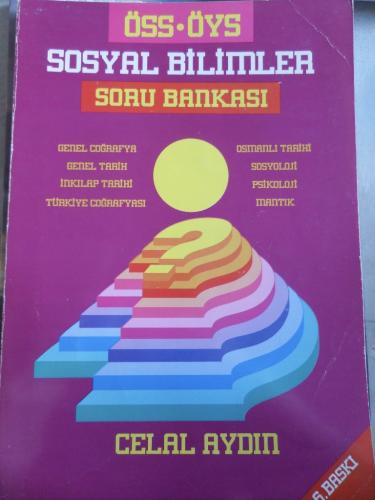 ÖSS • ÖYS
SOSYAL BİLİMLER
SORU BANKASI
GENEL COĞRAFYA
GENEL TARİH
İNKILAP TARİHİ
TÜRKİYE COĞRAFYASI
OSMANLI TARİHİ
SOSYOLOJİ
PSİKOLOJİ
MANTIK
?
CELAL AYDIN
6. BASKI